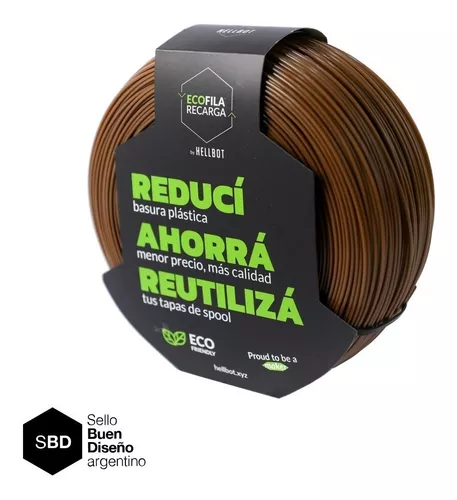 ECOFILA
RECARGA
by HELLBOT
REDUCÍ
basura plástica
AHORRÁ
menor precio, más calidad
REUTILIZÁ
tus tapas de spool
ECO
FRIENDLY
Proud to be a
maker
hellbot.xyz
SBD
Sello
Buen
Diseño
argentino